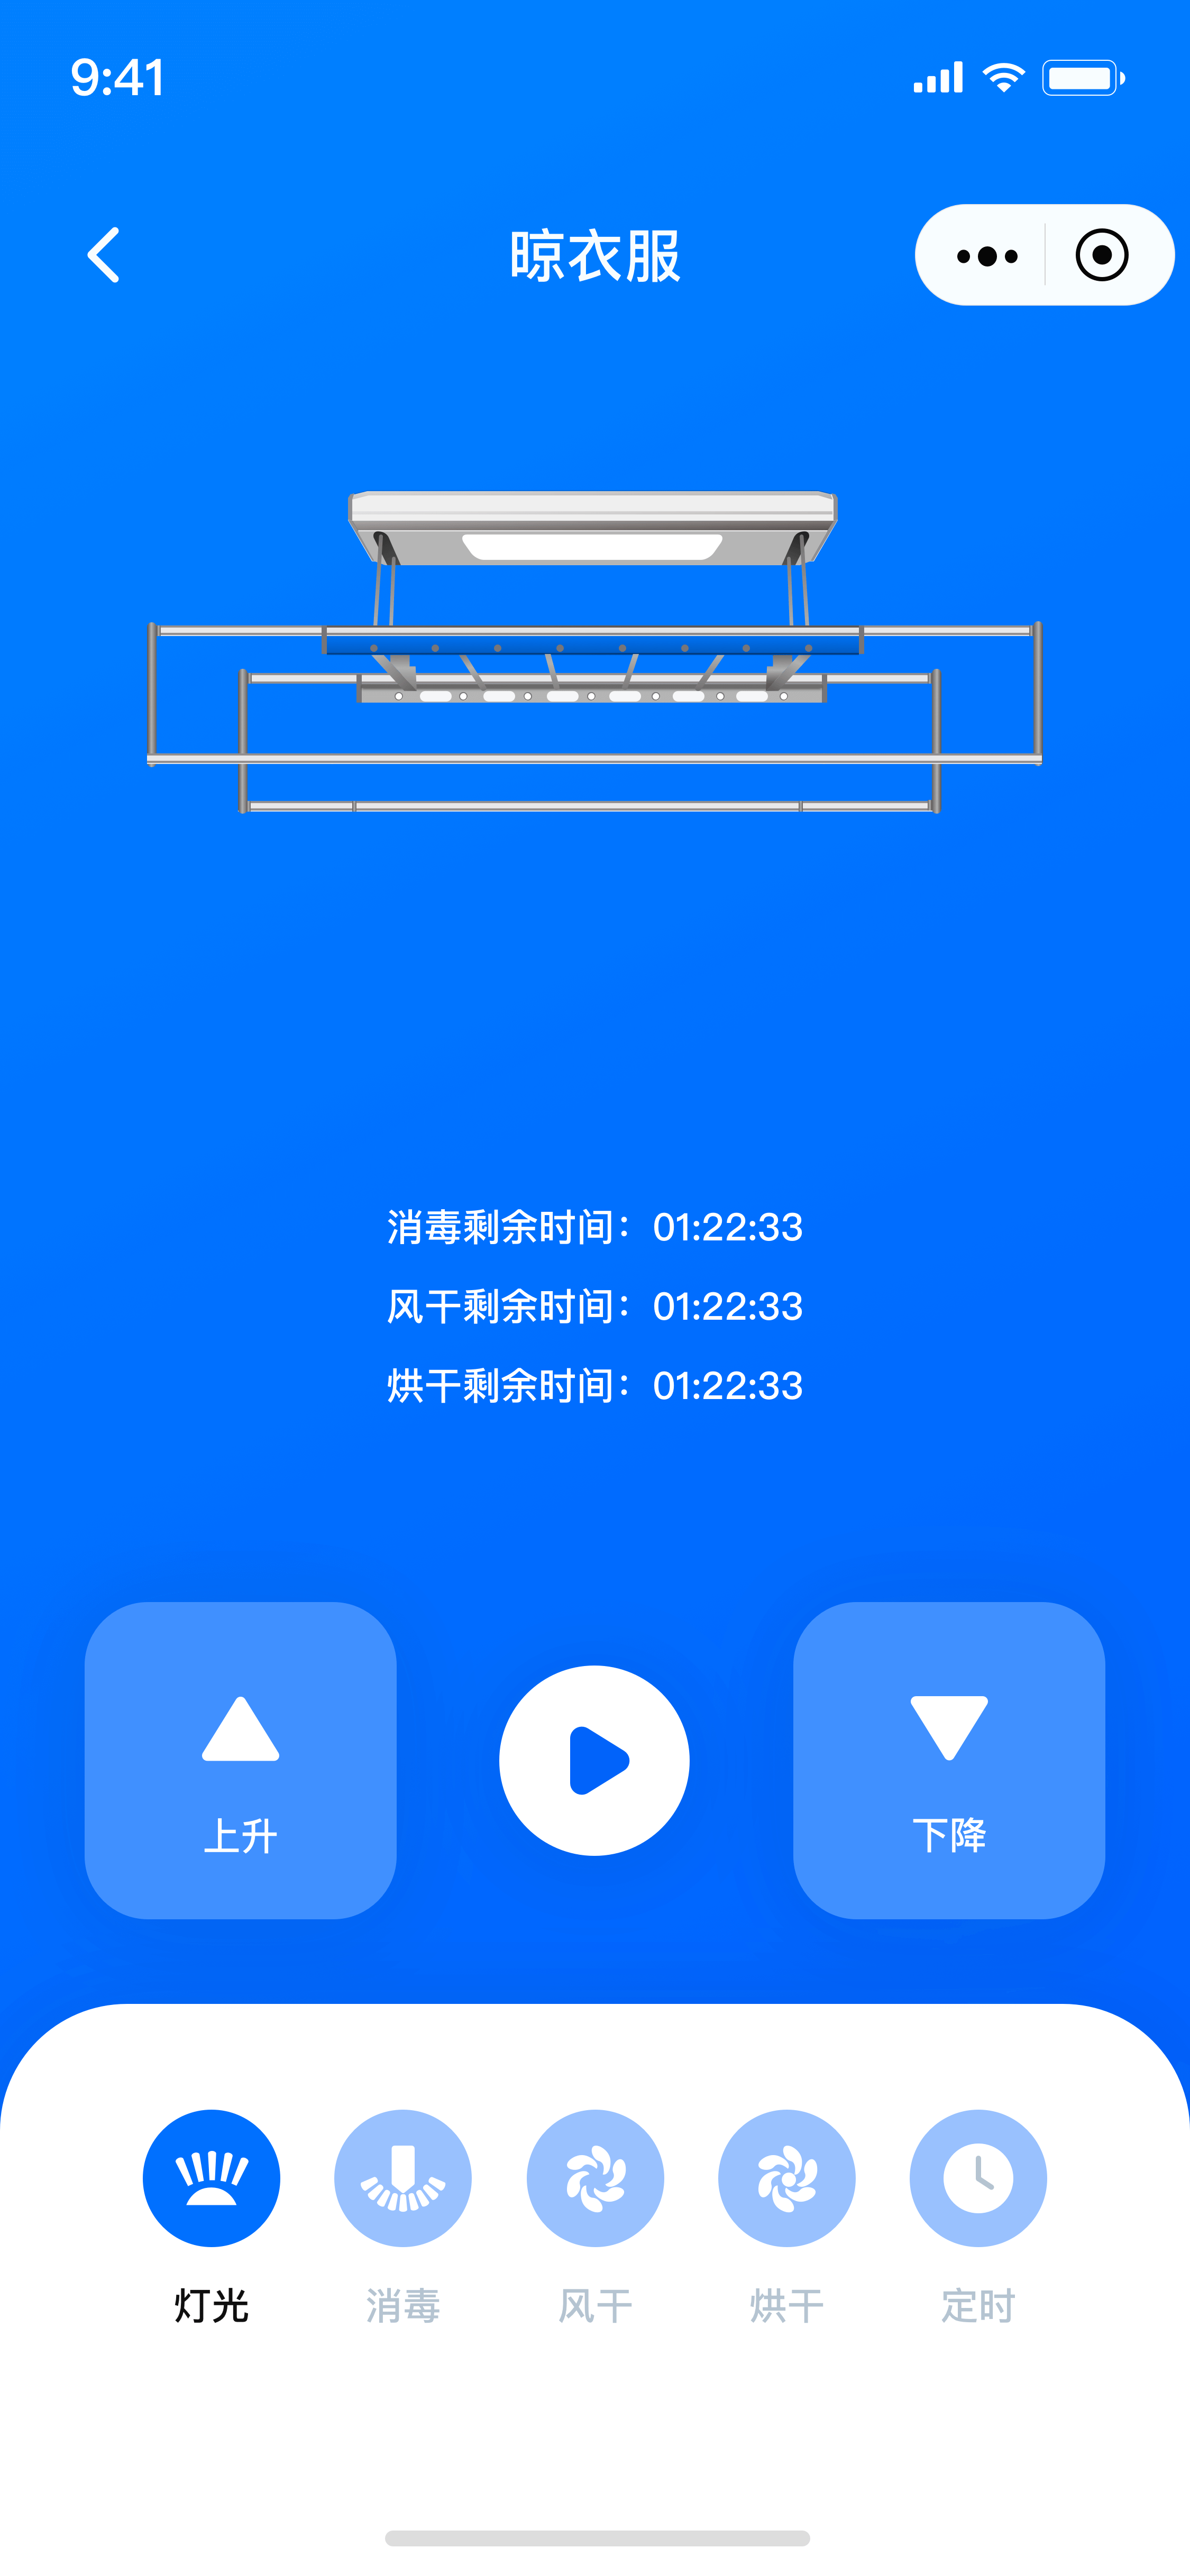 9:41
晾衣服
消毒剩余时间：01:22:33
风干剩余时间：01:22:33
烘干剩余时间：01:22:33
上升
下降
灯光 消毒 风干 烘干 定时